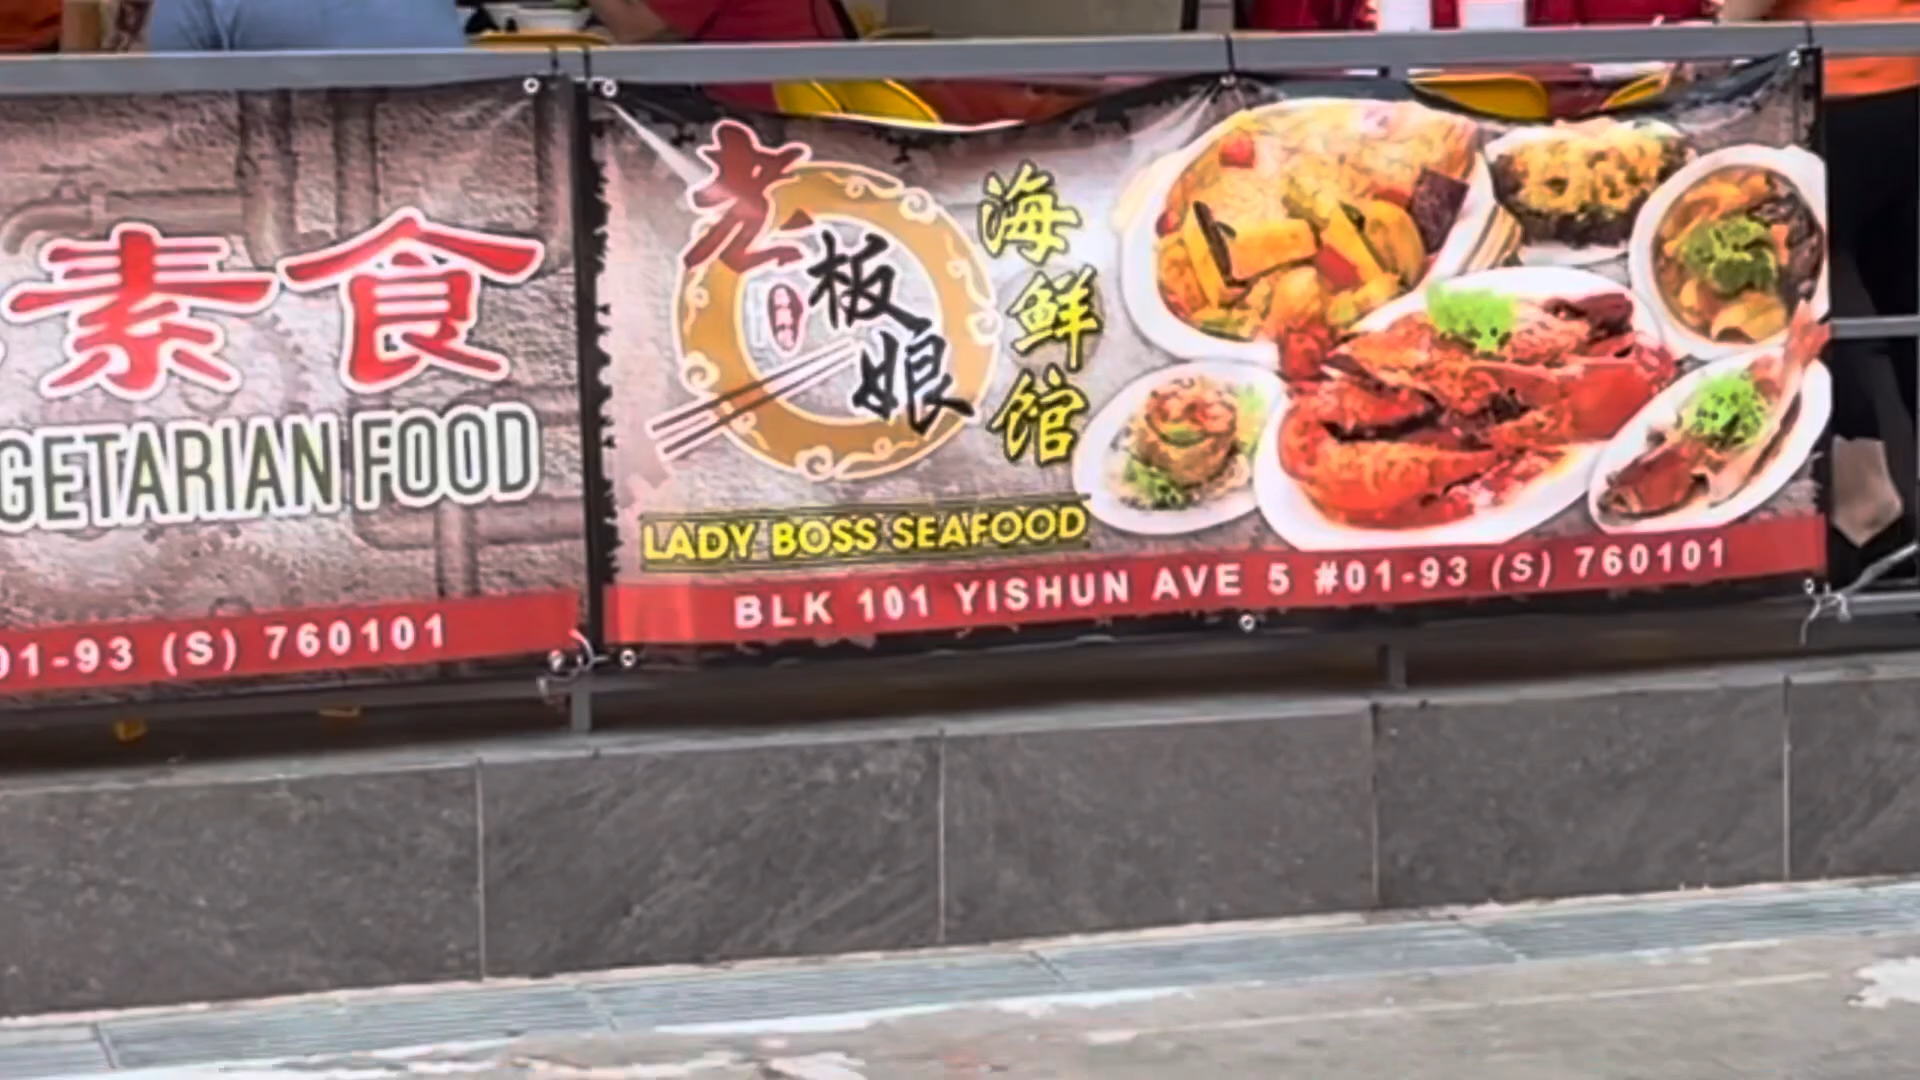 素食
GETARIAN FOOD
01-93 (S) 760101
老板娘
海鲜馆
LADY BOSS SEAFOOD
BLK 101 YISHUN AVE 5 #01-93 (S) 760101